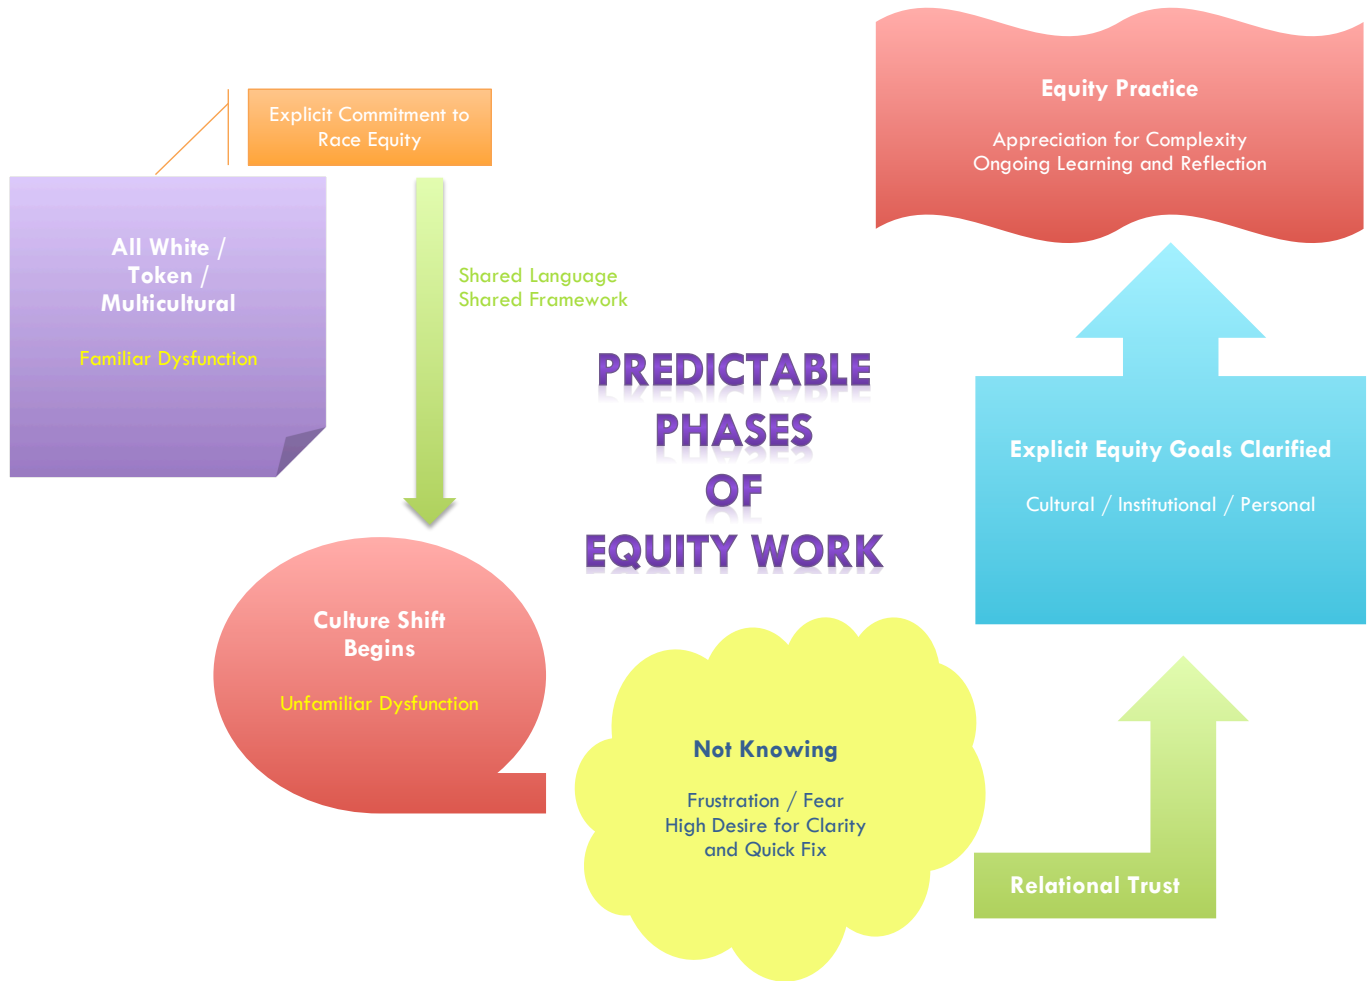 Explicit Commitment to
Race Equity
All White /
Token /
Multicultural
Familiar Dysfunction
Shared Language
Shared Framework
PREDICTABLE
PHASES
OF
EQUITY WORK
Culture Shift
Begins
Unfamiliar Dysfunction
Not Knowing
Frustration / Fear
High Desire for Clarity
and Quick Fix
Relational Trust
Explicit Equity Goals Clarified
Cultural / Institutional / Personal
Equity Practice
Appreciation for Complexity
Ongoing Learning and Reflection